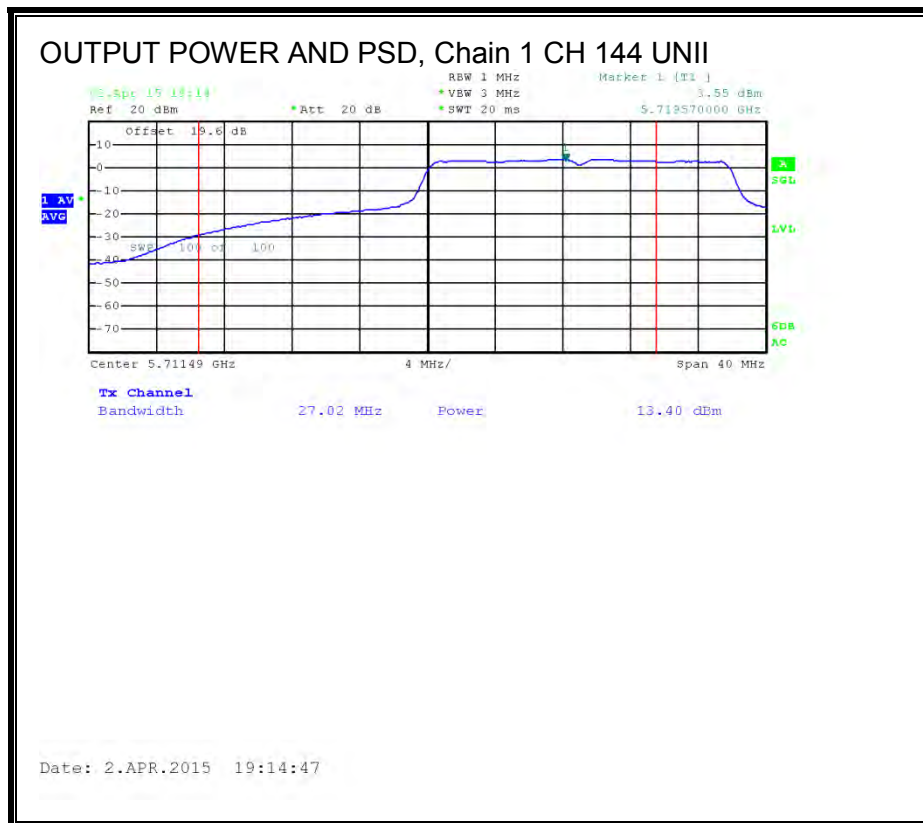 OUTPUT POWER AND PSD, Chain 1 CH 144 UNII
RBW 1 MHz Marker 1 (T1 )
*VBW 3 MHz 3.55 dBm
Ref 20 dBm *Att 20 dB *SWT 20 ms 5.719570000 GHz
Offset 19.6 dB
10
0
A
SGL
-10
1 AV *
AVG
-20
LVL
-30
SWP 100 of 100
-40
-50
-60
-70
6DB
AC
Center 5.71149 GHz 4 MHz/ Span 40 MHz
Tx Channel
Bandwidth 27.02 MHz Power 13.40 dBm
Date: 2.APR.2015 19:14:47